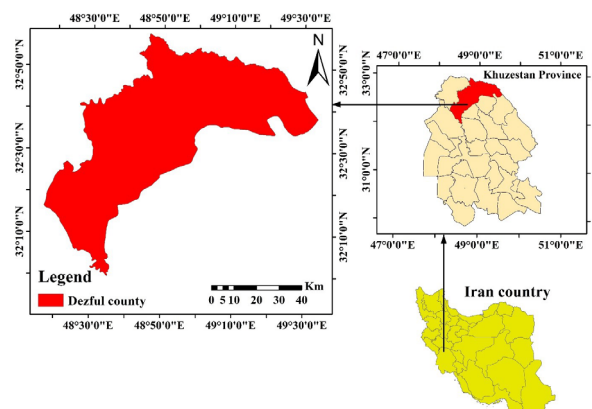 48°30'0"E 48°50'0"E 49°10'0"E 49°30'0"E
32°50'0"N
32°30'0"N
32°10'0"N
N
32°50'0"N
32°30'0"N
32°10'0"N
Legend
Dezful county
0 5 10 20 30 40
Km
48°30'0"E 48°50'0"E 49°10'0"E 49°30'0"E
47°0'0"E 49°0'0"E 51°0'0"E
33°0'0"N
31°0'0"N
Khuzestan Province
47°0'0"E 49°0'0"E 51°0'0"E
Iran country